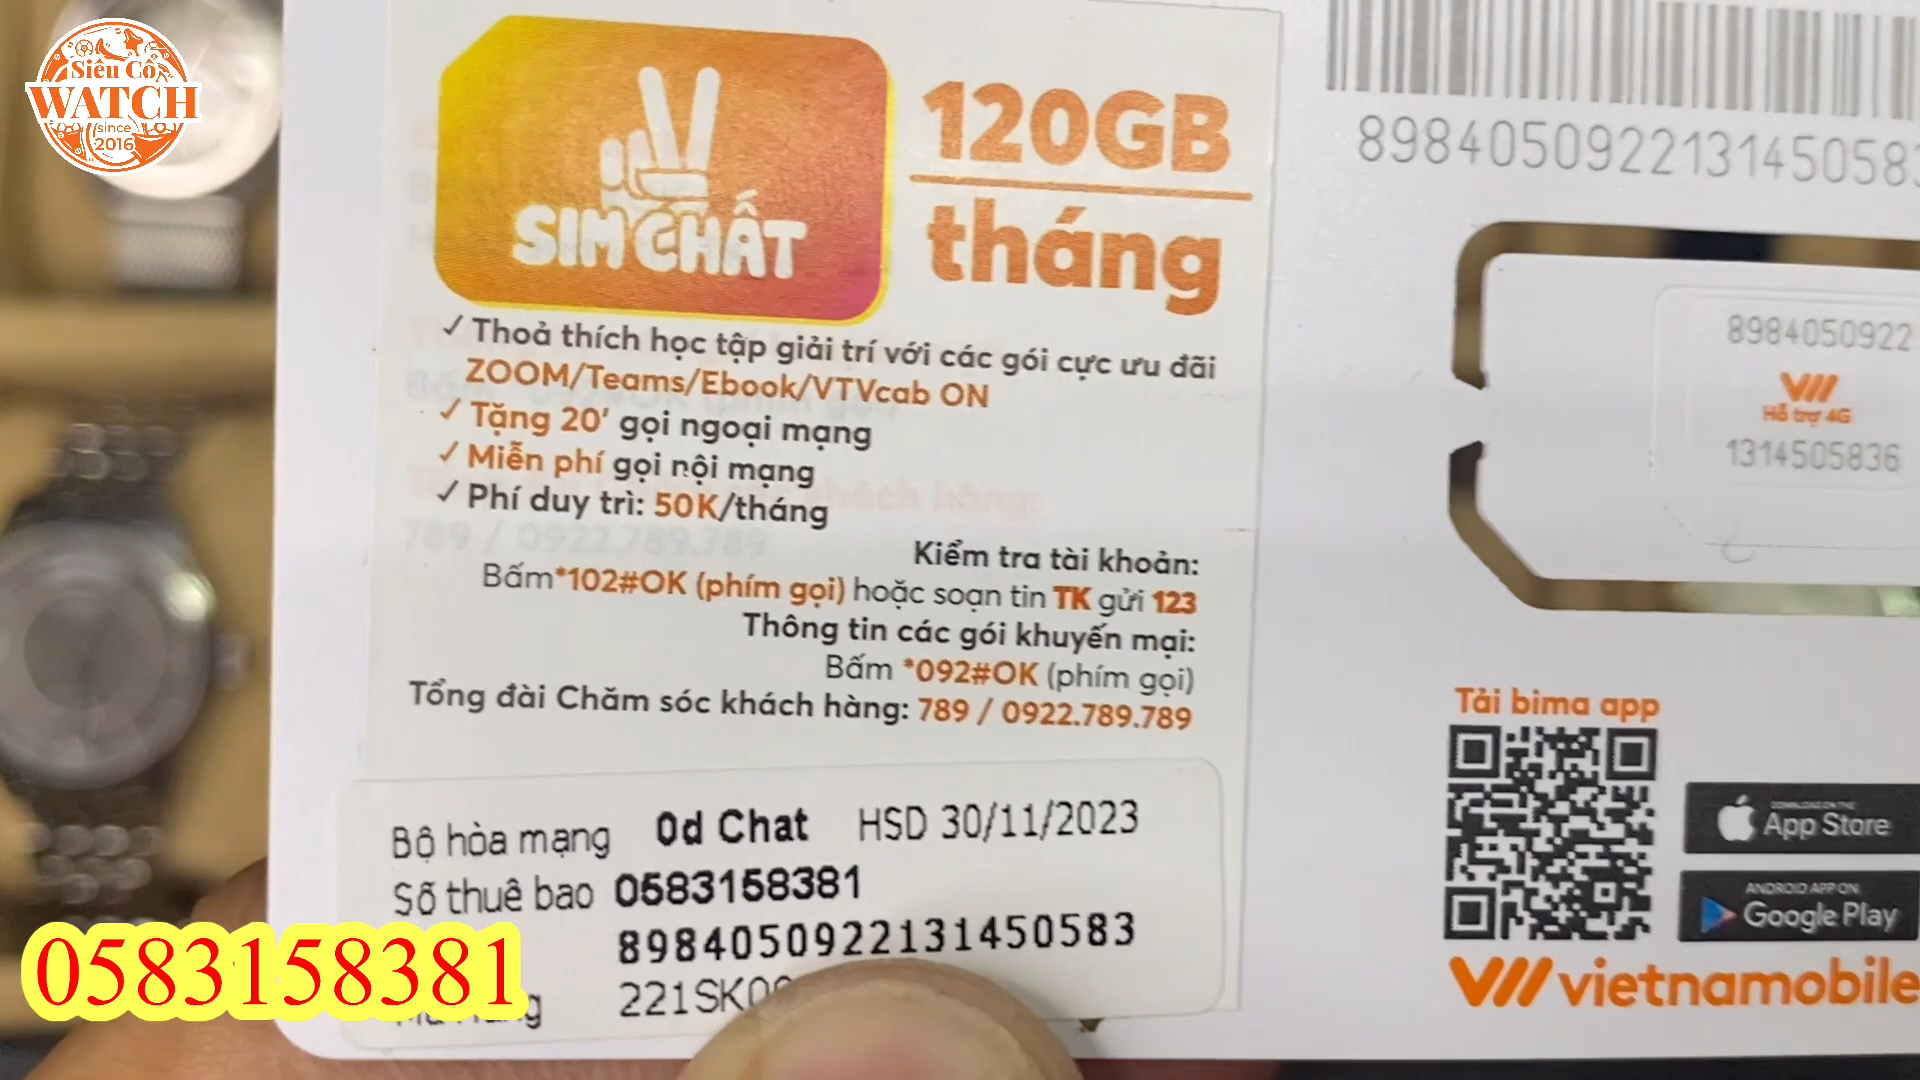 Siêu Cổ
WATCH
since
2016
SIM CHẤT
120GB
tháng
✓ Thoả thích học tập giải trí với các gói cực ưu đãi
ZOOM/Teams/Ebook/VTVcab ON
✓ Tặng 20' gọi ngoại mạng
✓ Miễn phí gọi nội mạng
✓ Phí duy trì: 50K/tháng
Kiểm tra tài khoản:
Bấm*102#OK (phím gọi) hoặc soạn tin TK gửi 123
Thông tin các gói khuyến mại:
Bấm *092#OK (phím gọi)
Tổng đài Chăm sóc khách hàng: 789 / 0922.789.789
Bộ hòa mạng 0d Chat HSD 30/11/2023
Số thuê bao 0583158381
8984050922131450583
221SK0
0583158381
8984050922131450583
8984050922
Hỗ trợ 4G
1314505836
Tải bima app
DOWNLOAD ON THE
App Store
ANDROID APP ON
Google Play
vietnamobile